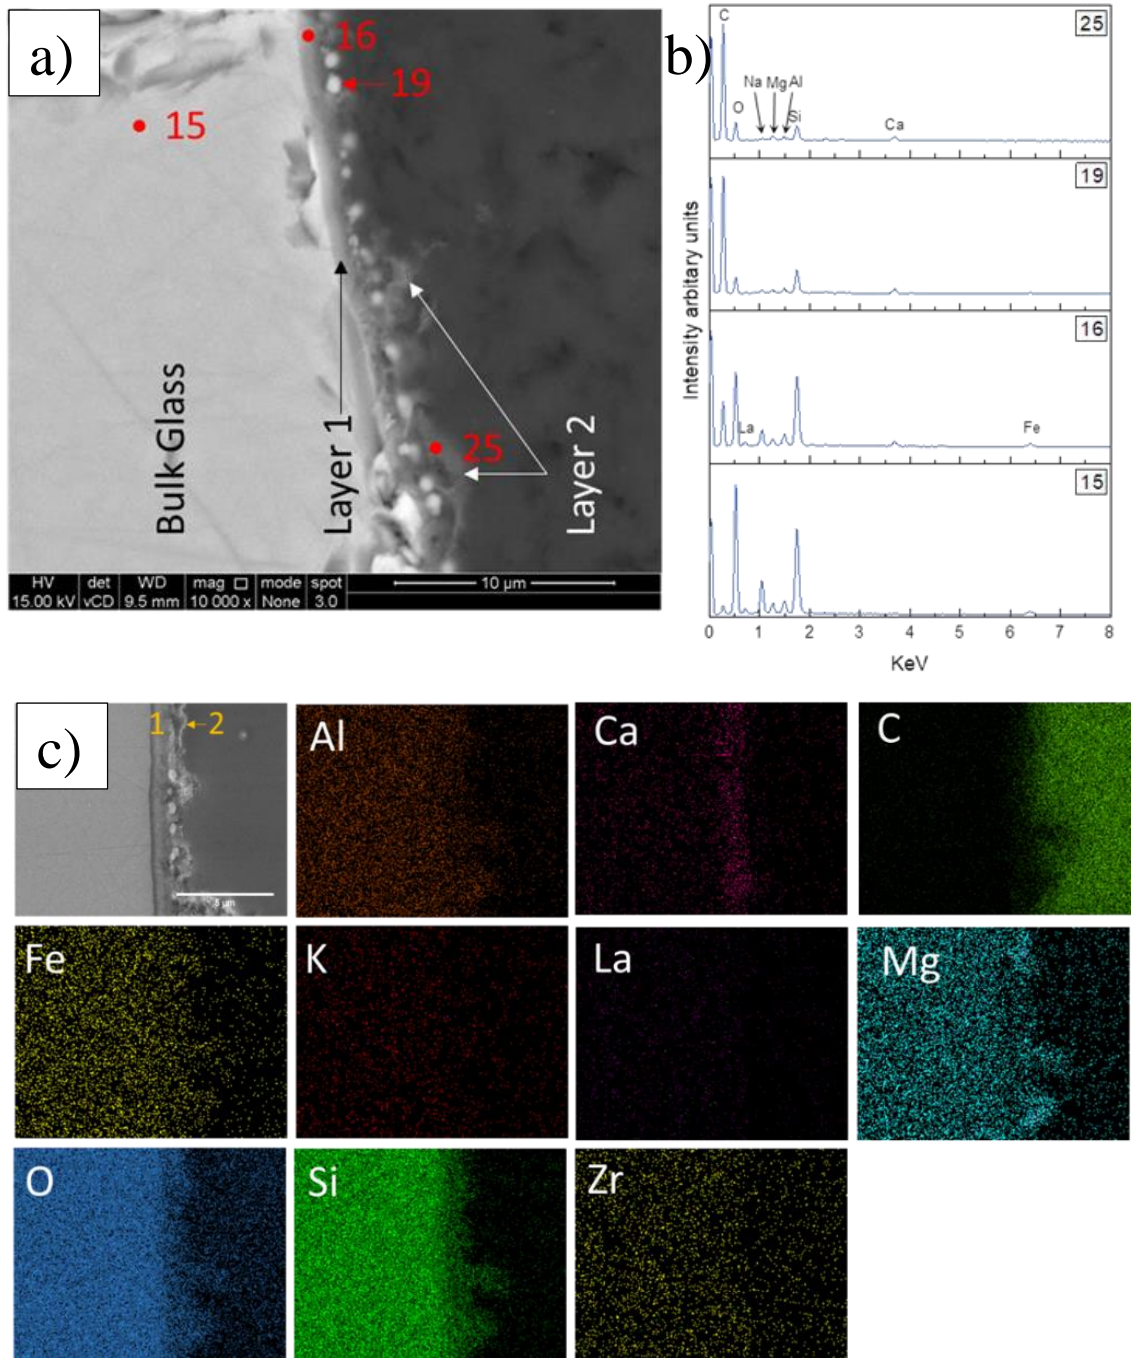 a)
16
19
15
Bulk Glass
Layer 1
25
Layer 2
HV det WD mag mode spot
15.00 kV vCD 9.5 mm 10 000 x None 3.0 10 µm
b)
C
25
Na Mg Al
O
Si
Ca
19
16
La
Fe
15
Intensity arbitary units
0 1 2 3 4 5 6 7 8
KeV
c)
1 2
5 µm
Al
Ca
C
Fe
K
La
Mg
O
Si
Zr